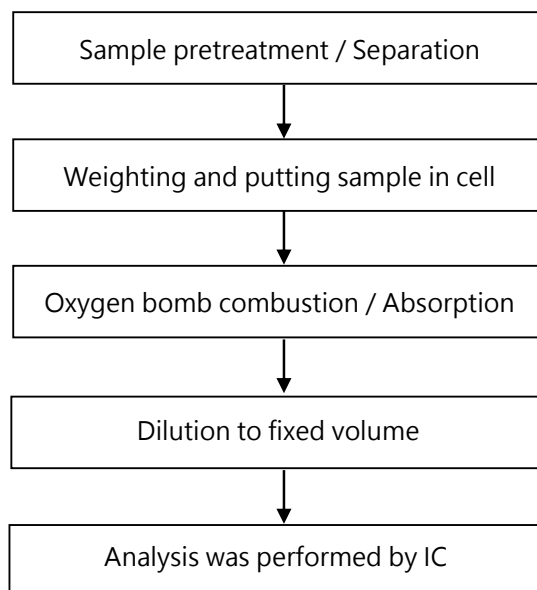 Sample pretreatment / Separation
Weighting and putting sample in cell
Oxygen bomb combustion / Absorption
Dilution to fixed volume
Analysis was performed by IC